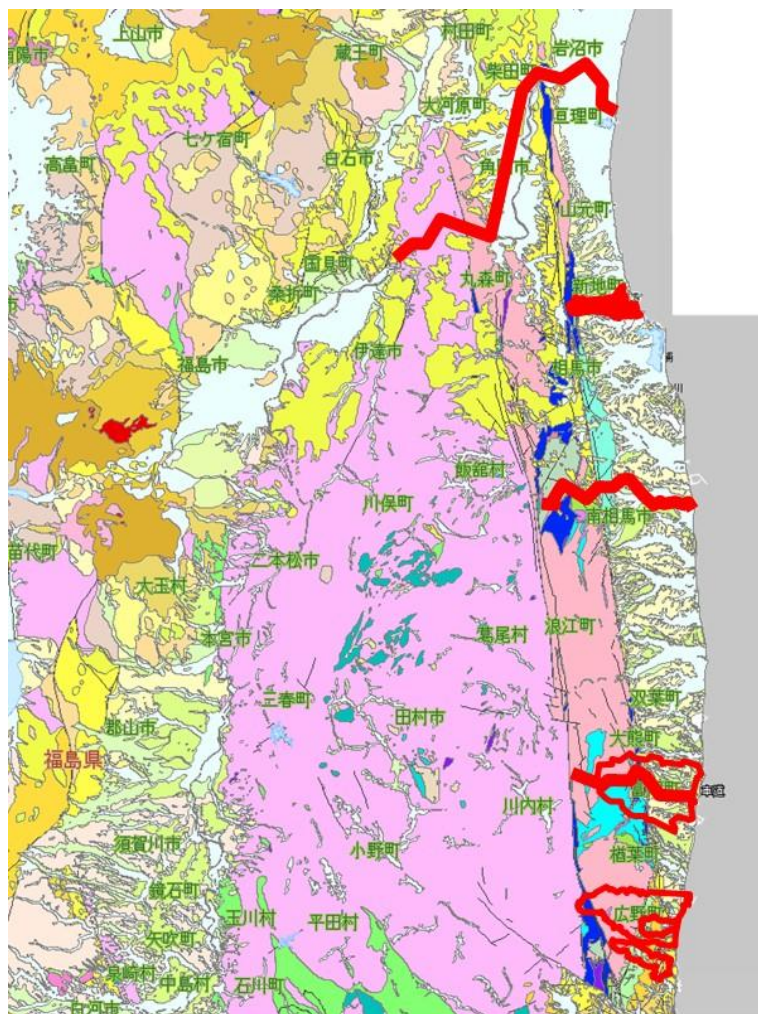 上山市
村田町
岩沼市
南陽市
蔵王町
柴田町
大河原町
亘理町
七ケ宿町
高畠町
白石市
角田市
山元町
国見町
丸森町
新地町
桑折町
伊達市
福島市
相馬市
飯舘村
川俣町
南相馬市
苗代町
二本松市
大玉村
本宮市
葛尾村
浪江町
三春町
田村市
双葉町
郡山市
大熊町
福島県
川内村
小野町
楢葉町
須賀川市
鏡石町
玉川村
平田村
広野町
矢吹町
泉崎村
中島村
石川町
白河市